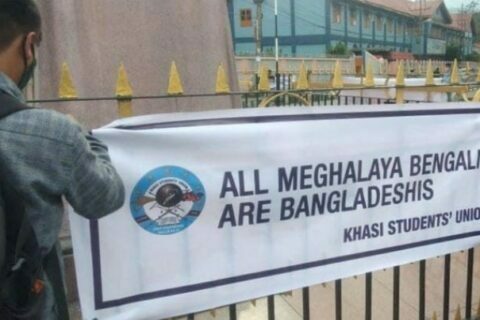 ALL MEGHALAYA BENGALI
ARE BANGLADESHIS
KHASI STUDENTS' UNIO